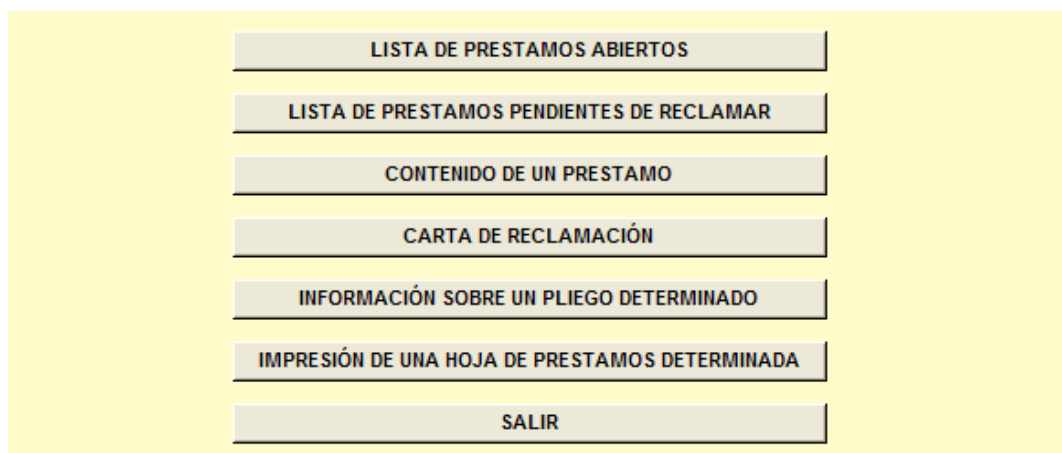 LISTA DE PRESTAMOS ABIERTOS
LISTA DE PRESTAMOS PENDIENTES DE RECLAMAR
CONTENIDO DE UN PRESTAMO
CARTA DE RECLAMACIÓN
INFORMACIÓN SOBRE UN PLIEGO DETERMINADO
IMPRESIÓN DE UNA HOJA DE PRESTAMOS DETERMINADA
SALIR